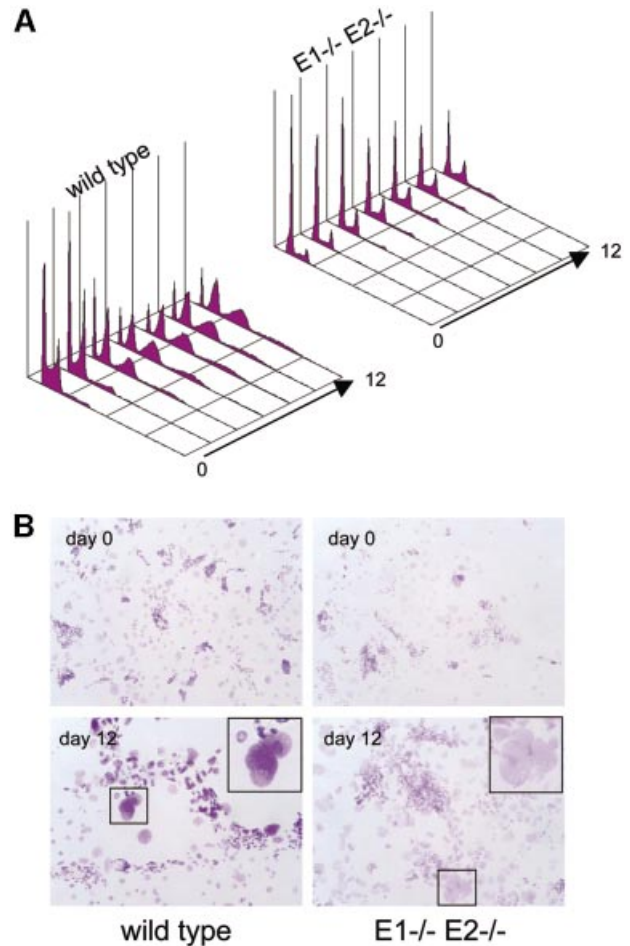 A
wild type
E1-/- E2-/-
0
12
0
12
B
day 0
day 0
day 12
day 12
wild type
E1-/- E2-/-